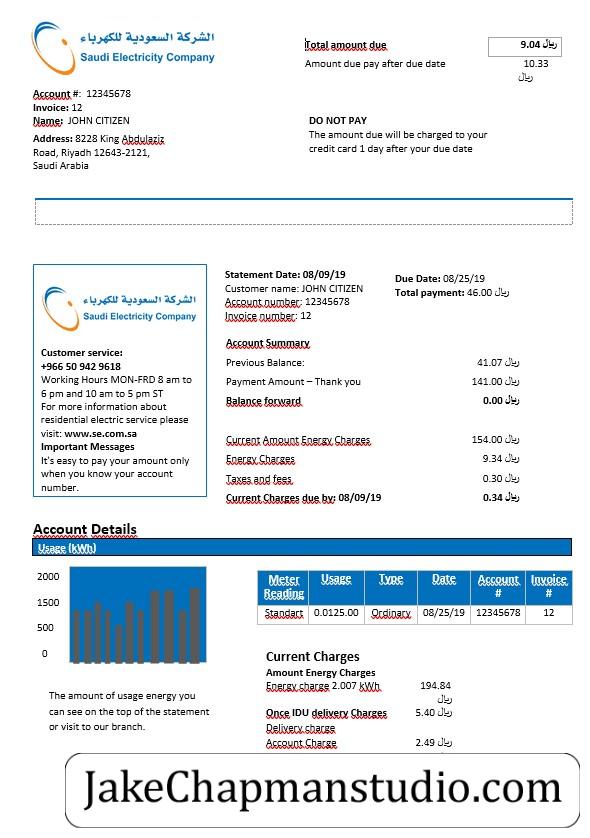 الشركة السعودية للكهرباء
Saudi Electricity Company
Total amount due 9.04 ريال
Amount due pay after due date 10.33
ريال
Account #: 12345678
Invoice: 12
Name: JOHN CITIZEN
Address: 8228 King Abdulaziz
Road, Riyadh 12643-2121,
Saudi Arabia
DO NOT PAY
The amount due will be charged to your
credit card 1 day after your due date
الشركة السعودية للكهرباء
Saudi Electricity Company
Customer service:
+966 50 942 9618
Working Hours MON-FRD 8 am to
6 pm and 10 am to 5 pm ST
For more information about
residential electric service please
visit: www.se.com.sa
Important Messages
It's easy to pay your amount only
when you know your account
number.
Statement Date: 08/09/19
Customer name: JOHN CITIZEN
Account number: 12345678
Invoice number: 12
Due Date: 08/25/19
Total payment: 46.00 ريال
Account Summary
Previous Balance: 41.07 ريال
Payment Amount – Thank you 141.00 ريال
Balance forward 0.00 ريال
Current Amount Energy Charges 154.00 ريال
Energy Charges 9.34 ريال
Taxes and fees 0.30 ريال
Current Charges due by: 08/09/19 0.34 ريال
Account Details
Usage (kWh)
2000
1500
500
0
Meter Reading Usage Type Date Account # Invoice #
Standart 0.0125.00 Ordinary 08/25/19 12345678 12
The amount of usage energy you
can see on the top of the statement
or visit to our branch.
Current Charges
Amount Energy Charges
Energy charge 2.007 kWh 194.84
ريال
Once IDU delivery Charges 5.40 ريال
Delivery charge
Account Charge 2.49 ريال
JakeChapmanstudio.com